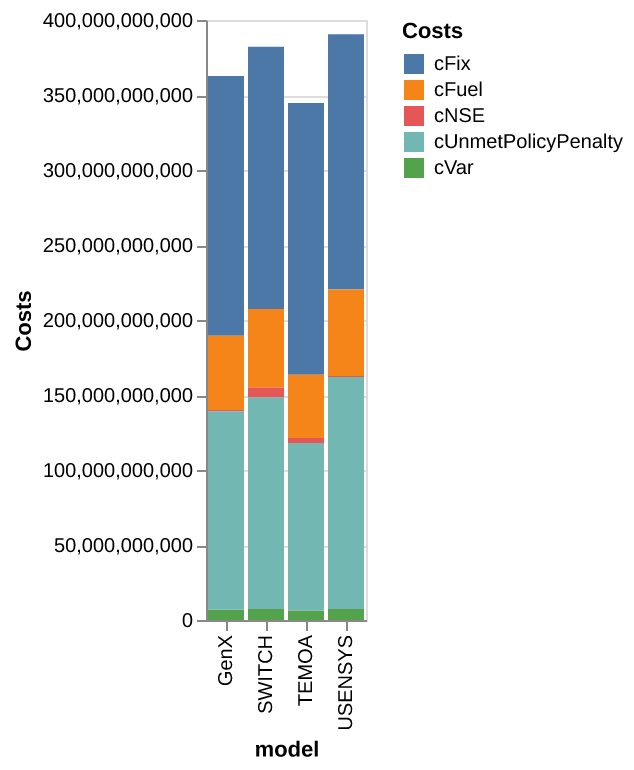 400,000,000,000
350,000,000,000
300,000,000,000
250,000,000,000
200,000,000,000
150,000,000,000
100,000,000,000
50,000,000,000
0
Costs
GenX
SWITCH
TEMOA
USENSYS
model
Costs
cFix
cFuel
cNSE
cUnmetPolicyPenalty
cVar